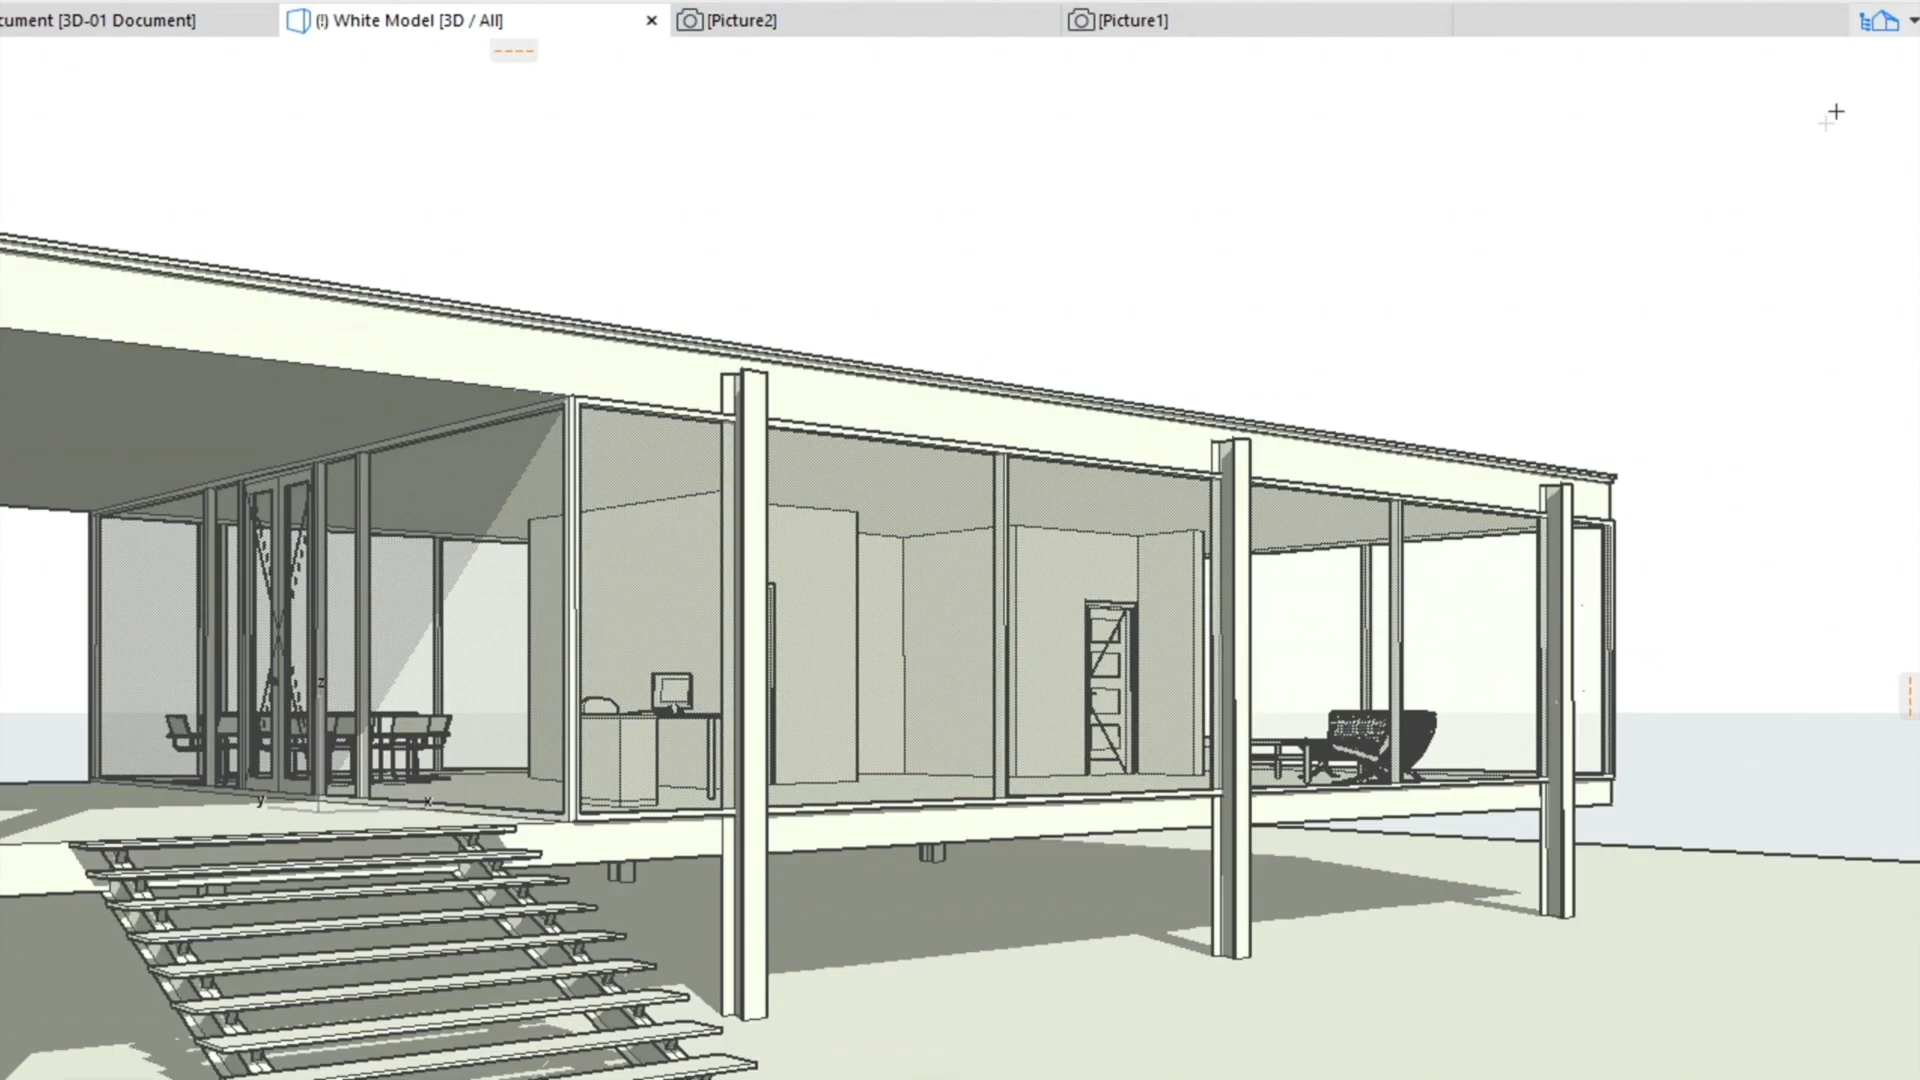 cument [3D-01 Document]
(!) White Model [3D / All]
[Picture2]
[Picture1]
z
y
x